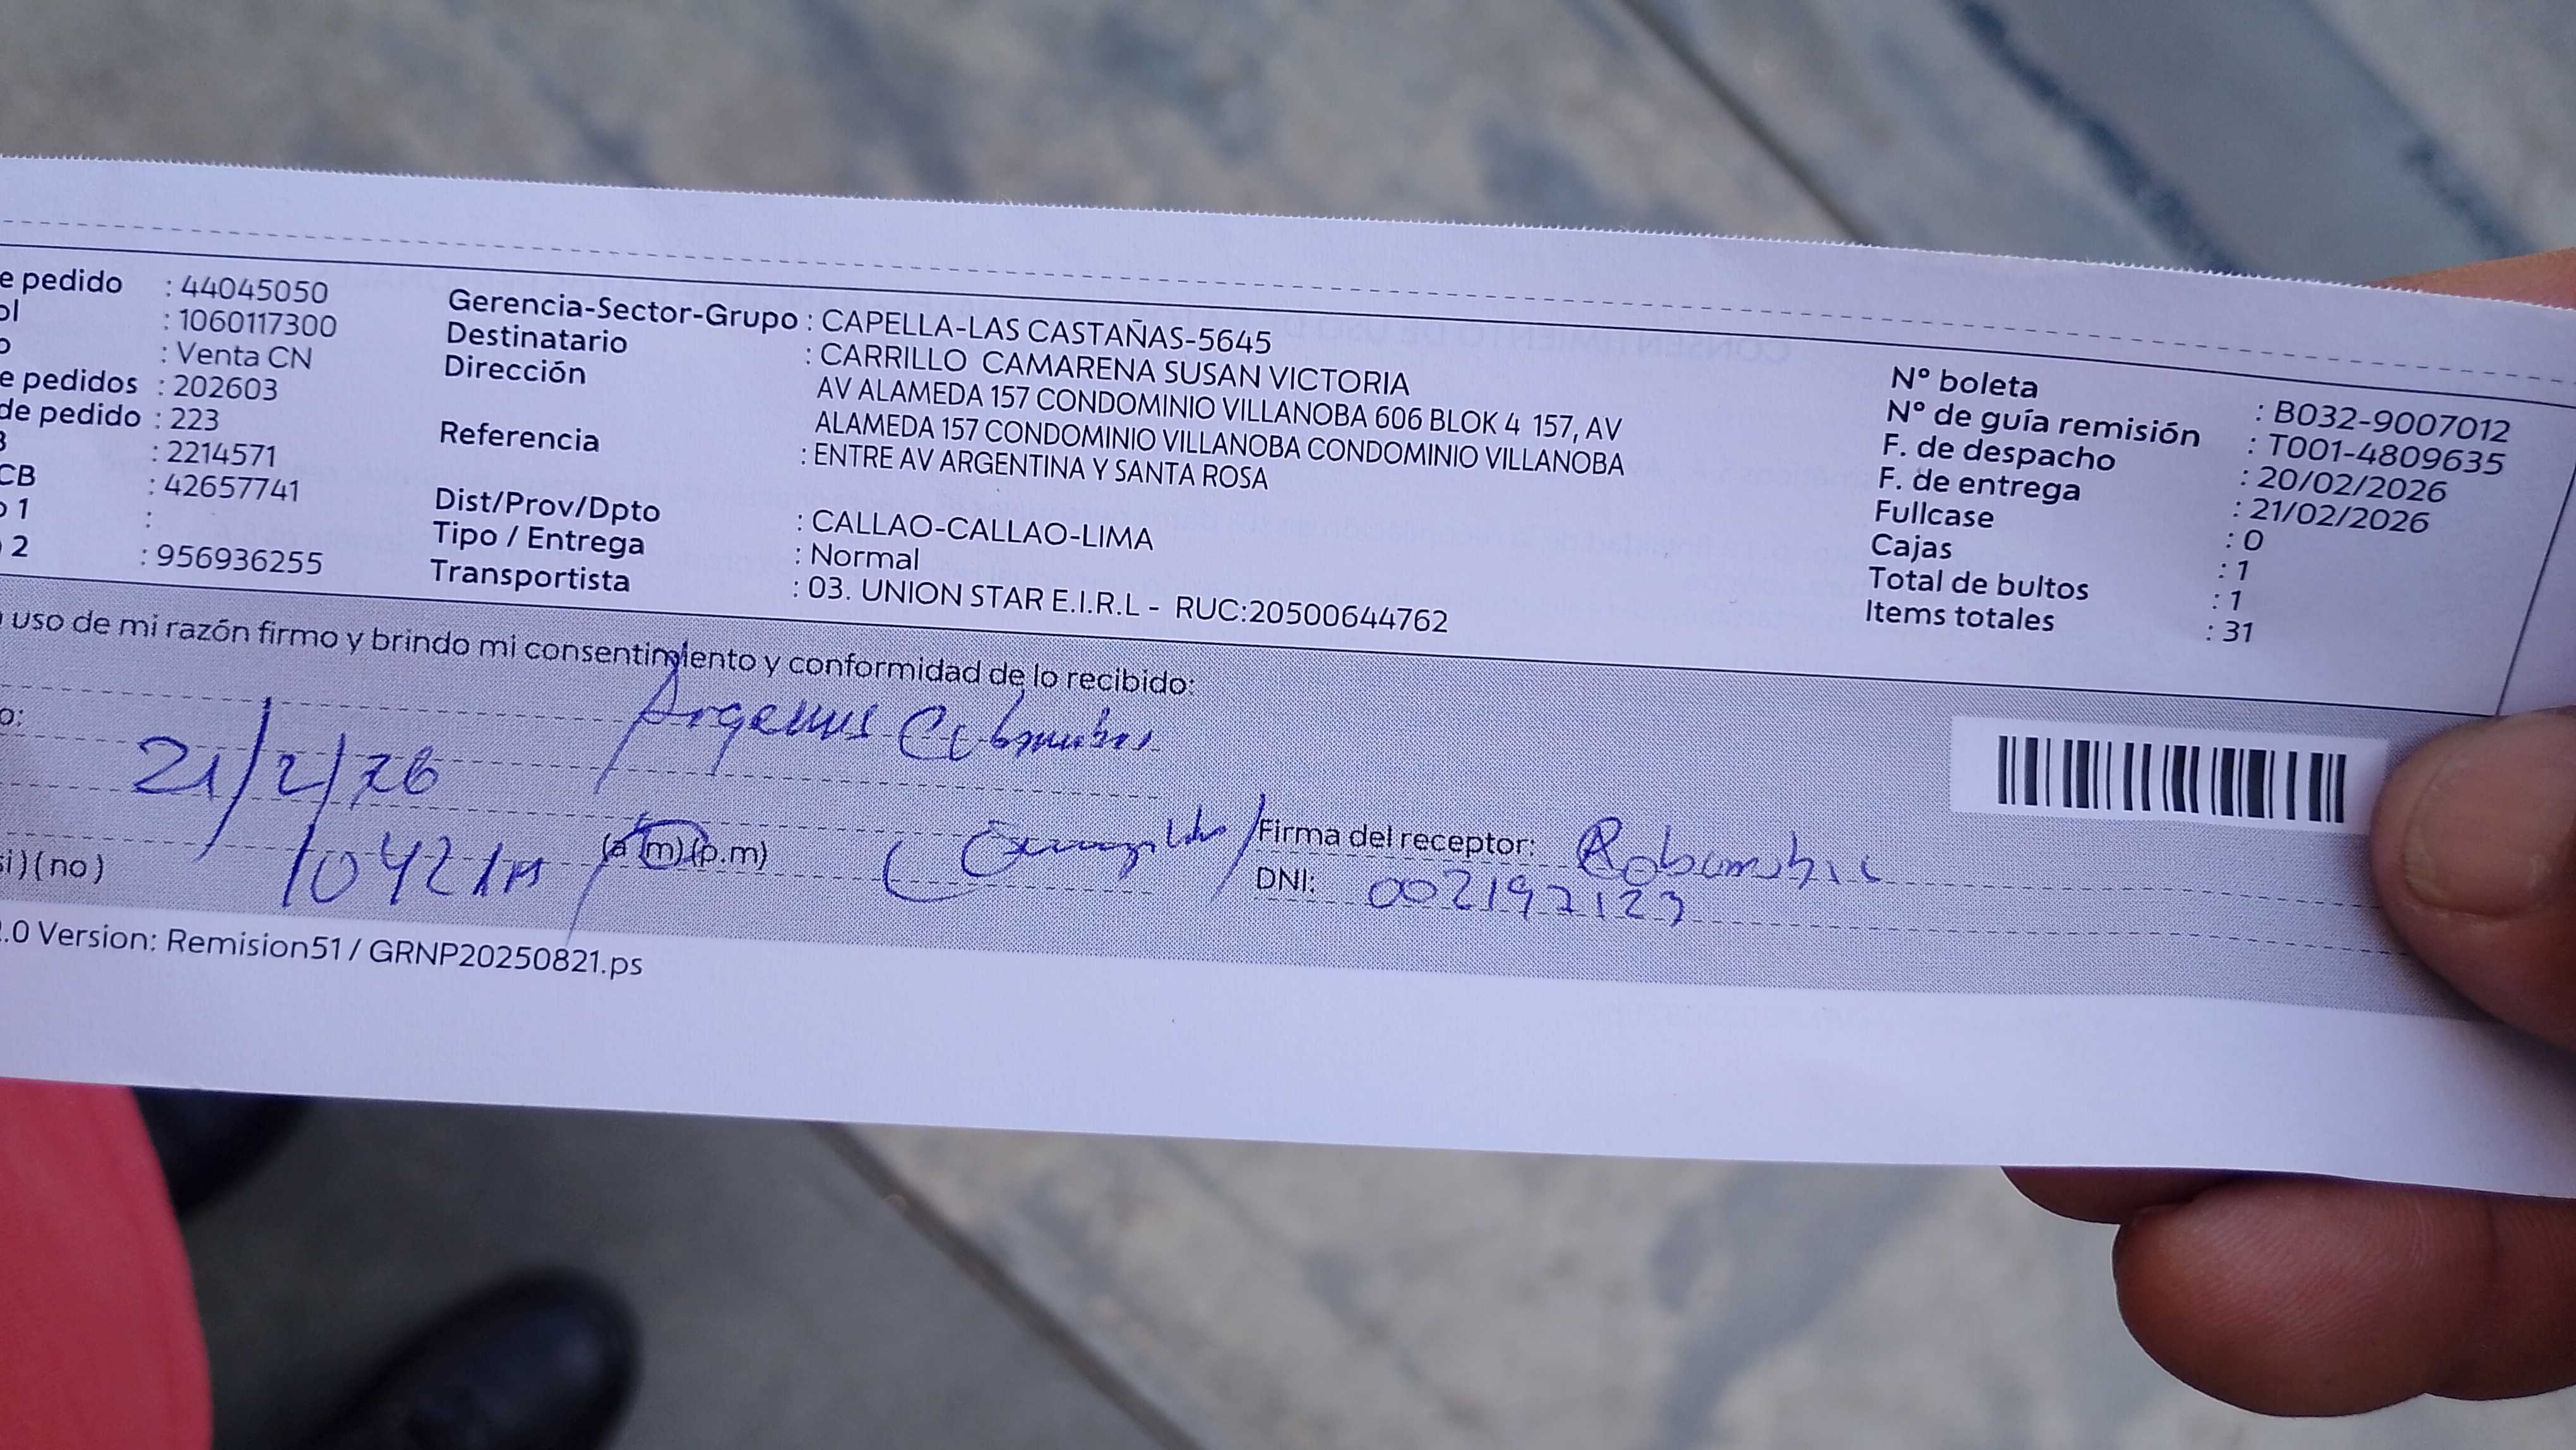 e pedido : 44045050
ol : 1060117300
o : Venta CN
e pedidos : 202603
de pedido : 223
: 2214571
CB : 42657741
o 1 :
2 : 956936255
Gerencia-Sector-Grupo : CAPELLA-LAS CASTAÑAS-5645
Destinatario : CARRILLO CAMARENA SUSAN VICTORIA
Dirección AV ALAMEDA 157 CONDOMINIO VILLANOBA 606 BLOK 4 157, AV
ALAMEDA 157 CONDOMINIO VILLANOBA CONDOMINIO VILLANOBA
Referencia : ENTRE AV ARGENTINA Y SANTA ROSA
Dist/Prov/Dpto : CALLAO-CALLAO-LIMA
Tipo / Entrega : Normal
Transportista : 03. UNION STAR E.I.R.L - RUC:20500644762
N° boleta : B032-9007012
N° de guía remisión : T001-4809635
F. de despacho : 20/02/2026
F. de entrega : 21/02/2026
Fullcase : 0
Cajas : 1
Total de bultos : 1
Items totales : 31
uso de mi razón firmo y brindo mi consentimiento y conformidad de lo recibido:
o: 21/2/26
si)(no) (a m)(p.m)
Firma del receptor:
DNI: 002197123
.0 Version: Remision51 / GRNP20250821.ps